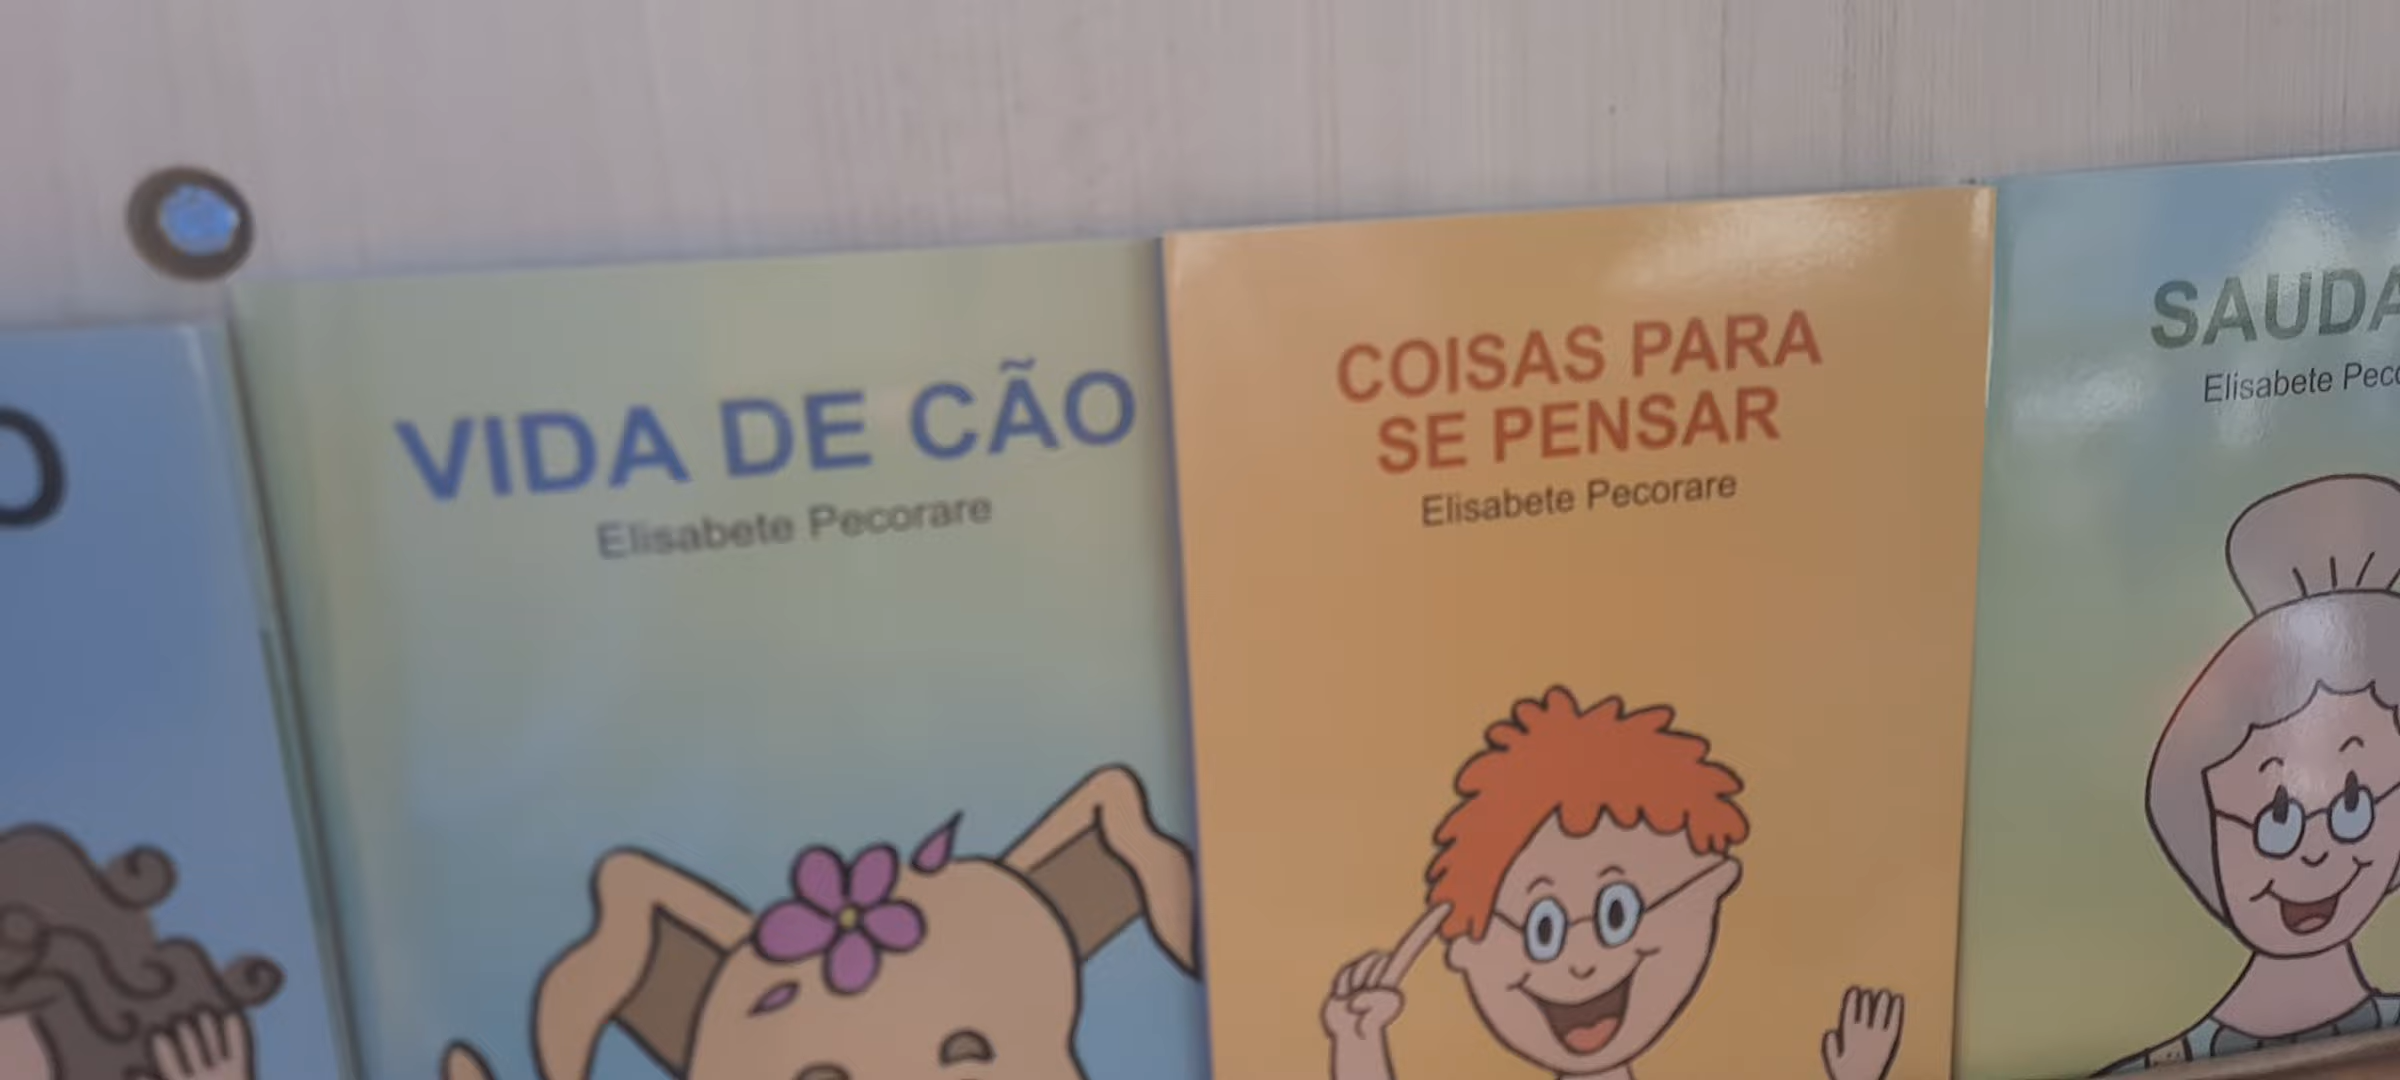 VIDA DE CÃO
Elisabete Pecorare
COISAS PARA
SE PENSAR
Elisabete Pecorare
SAUDA
Elisabete Pec